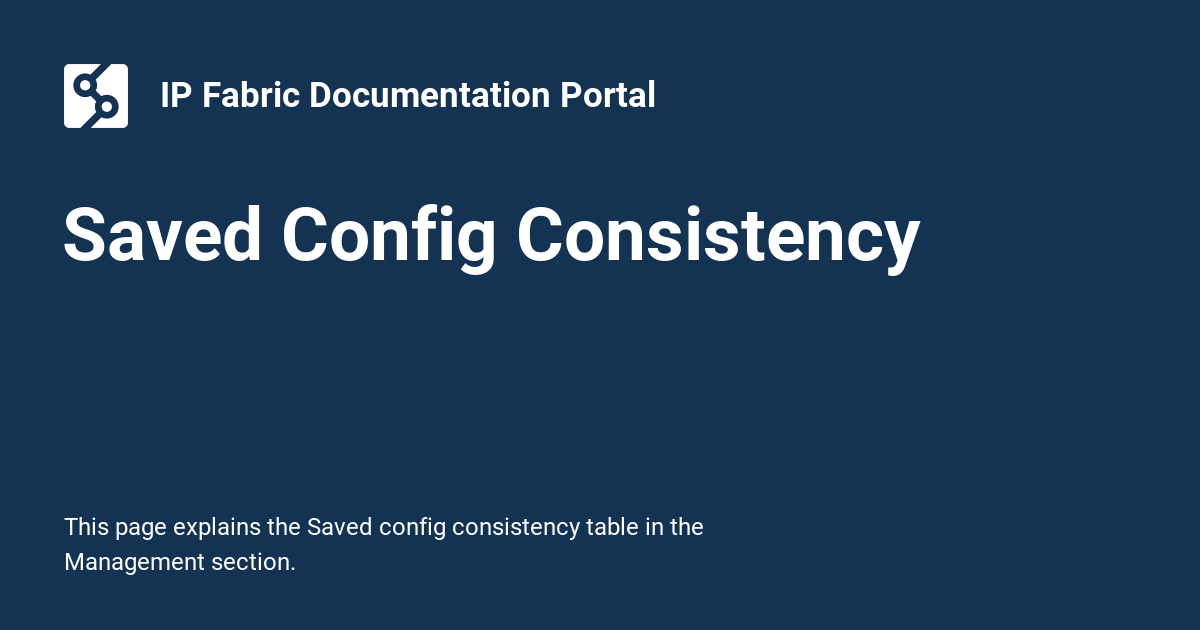 IP Fabric Documentation Portal
Saved Config Consistency
This page explains the Saved config consistency table in the
Management section.